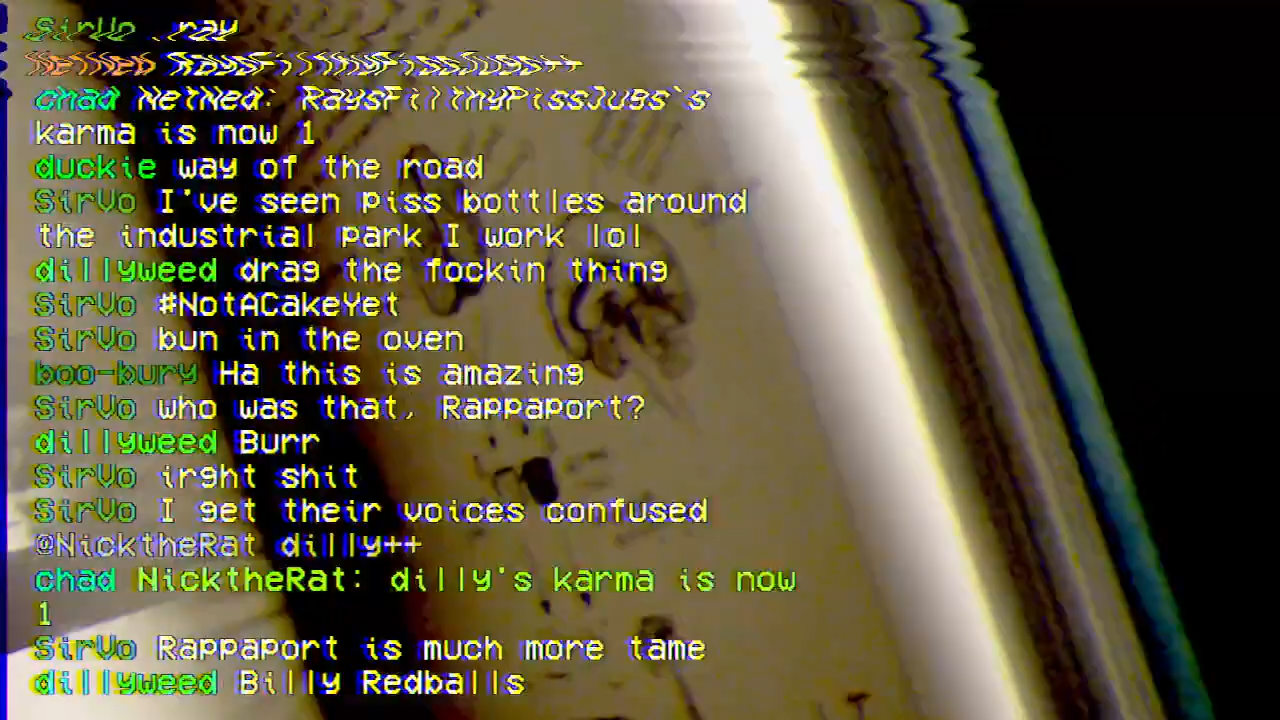 SirVo .ray
NetNed RaysFilthyPissJugs++
chad NetNed: RaysFilthyPissJugs`s
karma is now 1
duckie way of the road
SirVo I've seen piss bottles around
the industrial park I work lol
dillyweed drag the fockin thing
SirVo #NotACakeYet
SirVo bun in the oven
boo-bury Ha this is amazing
SirVo who was that, Rappaport?
dillyweed Burr
SirVo irght shit
SirVo I get their voices confused
@NicktheRat dilly++
chad NicktheRat: dilly's karma is now
1
SirVo Rappaport is much more tame
dillyweed Billy Redballs